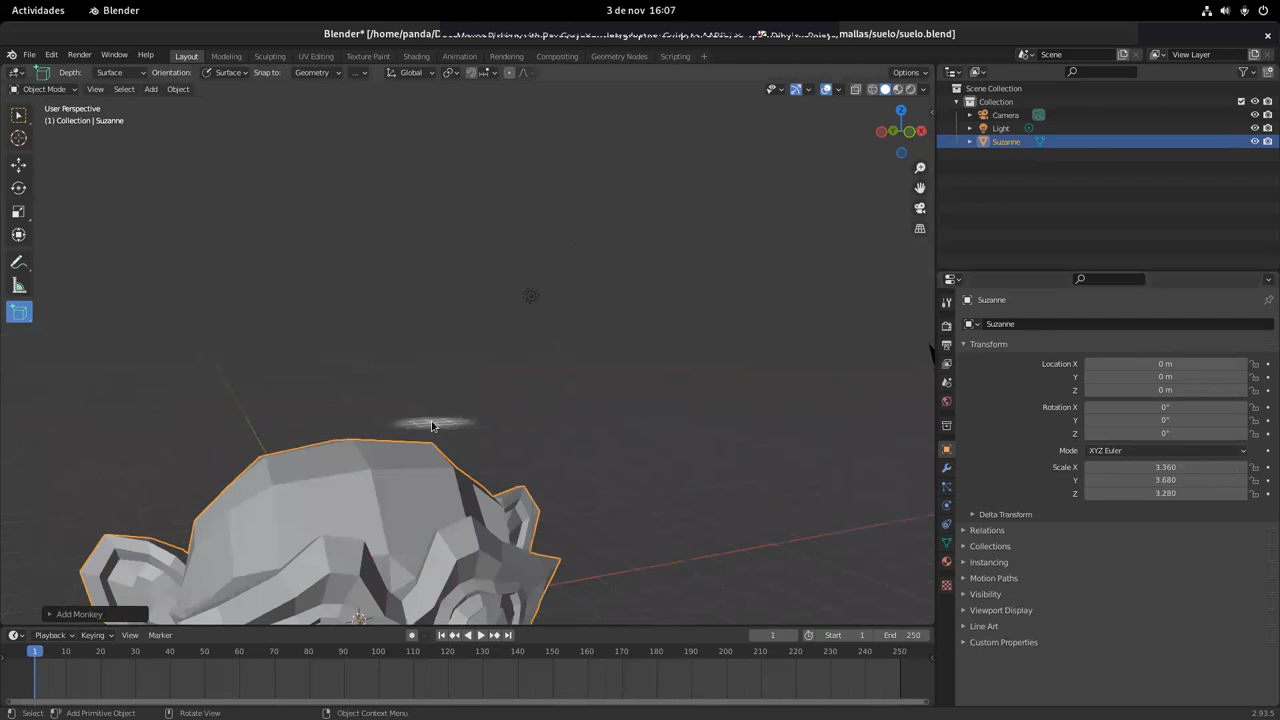 Actividades Blender 3 de nov 16:07
Blender* [/home/panda/D mallas/suelo/suelo.blend]
File Edit Render Window Help Layout Modeling Sculpting UV Editing Texture Paint Shading Animation Rendering Compositing Geometry Nodes Scripting Scene View Layer
Depth: Surface Orientation: Surface Snap to: Geometry ... Global Options
Object Mode View Select Add Object
User Perspective
(1) Collection | Suzanne
Z
Y
X
Scene Collection
Collection
Camera
Light
Suzanne
Suzanne
Suzanne
Transform
Location X 0 m
Y 0 m
Z 0 m
Rotation X 0°
Y 0°
Z 0°
Mode XYZ Euler
Scale X 3.360
Y 3.680
Z 3.280
Delta Transform
Relations
Collections
Instancing
Motion Paths
Visibility
Viewport Display
Line Art
Custom Properties
Add Monkey
Playback Keying View Marker 1 Start 1 End 250
1 10 20 30 40 50 60 70 80 90 100 110 120 130 140 150 160 170 180 190 200 210 220 230 240 250
Select Add Primitive Object Rotate View Object Context Menu 2.93.5